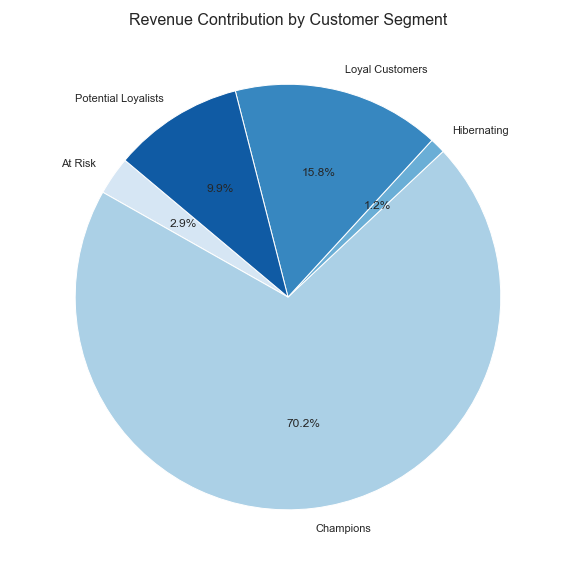 Revenue Contribution by Customer Segment
Loyal Customers
Potential Loyalists
Hibernating
At Risk
15.8%
9.9%
1.2%
2.9%
70.2%
Champions